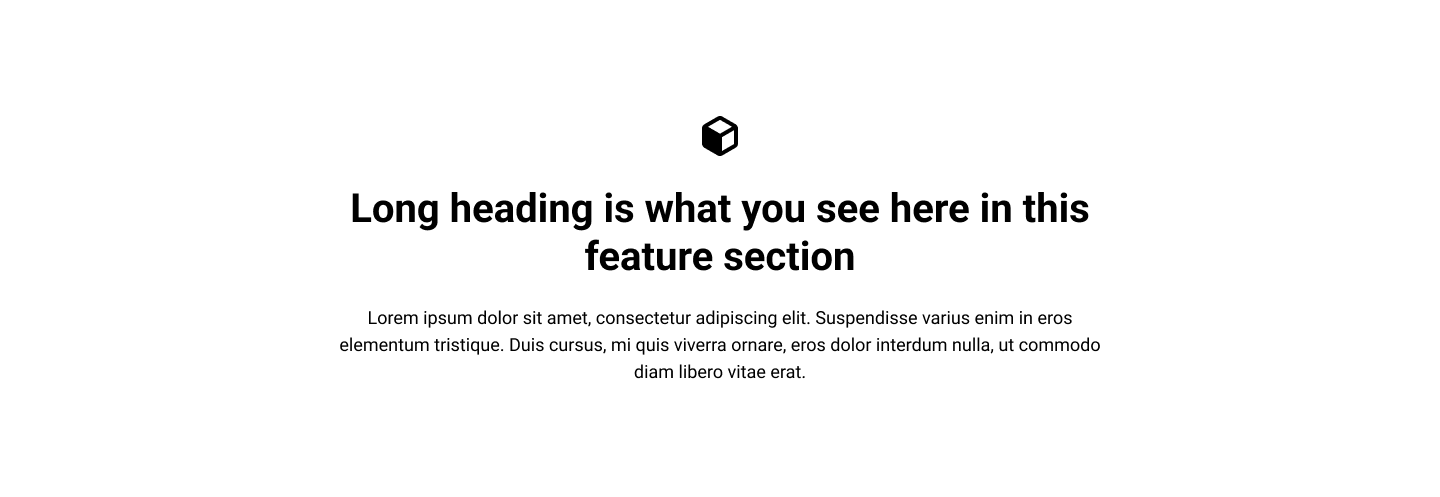 Long heading is what you see here in this
feature section
Lorem ipsum dolor sit amet, consectetur adipiscing elit. Suspendisse varius enim in eros
elementum tristique. Duis cursus, mi quis viverra ornare, eros dolor interdum nulla, ut commodo
diam libero vitae erat.